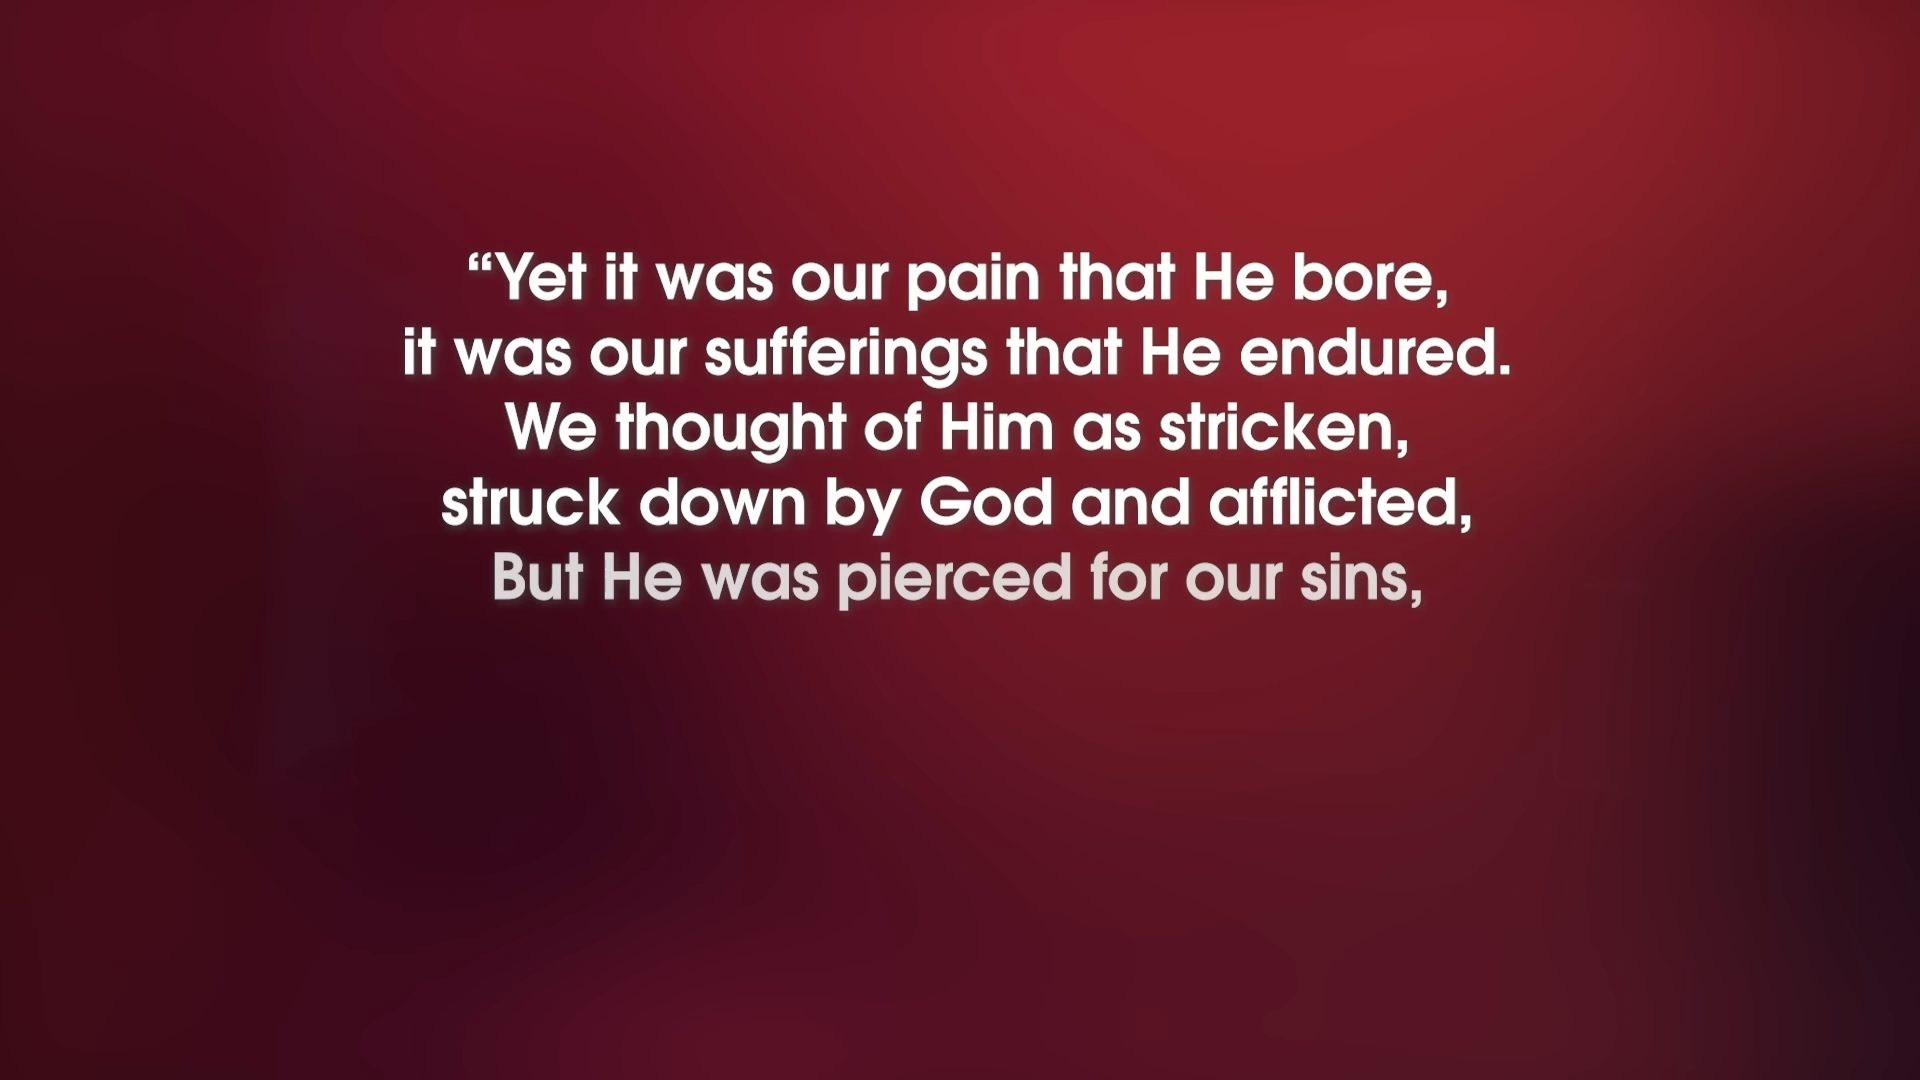 “Yet it was our pain that He bore,
it was our sufferings that He endured.
We thought of Him as stricken,
struck down by God and afflicted,
But He was pierced for our sins,